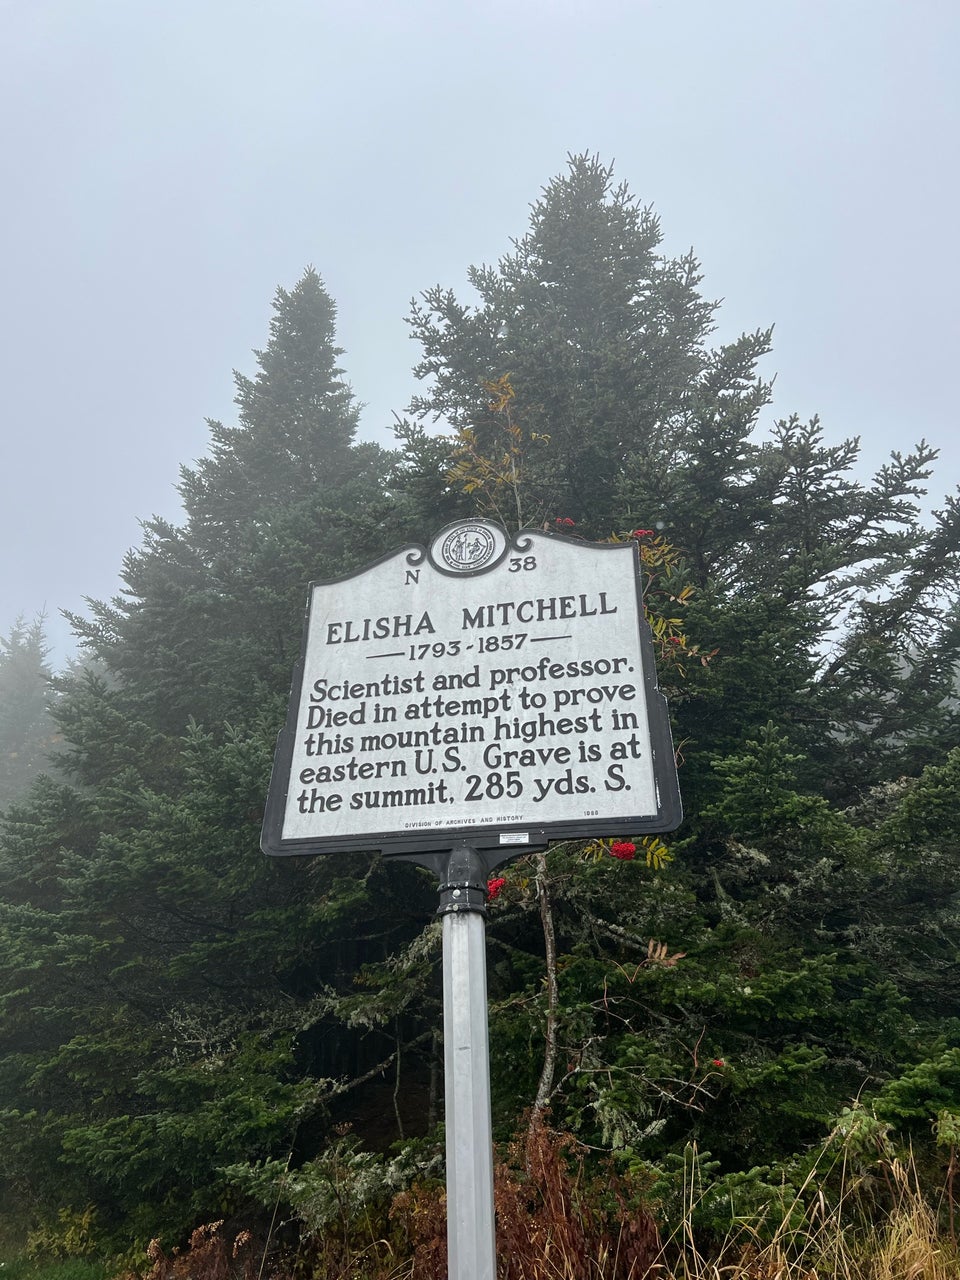 N 38
ELISHA MITCHELL
1793-1857
Scientist and professor.
Died in attempt to prove
this mountain highest in
eastern U.S. Grave is at
the summit, 285 yds. S.
DIVISION OF ARCHIVES AND HISTORY